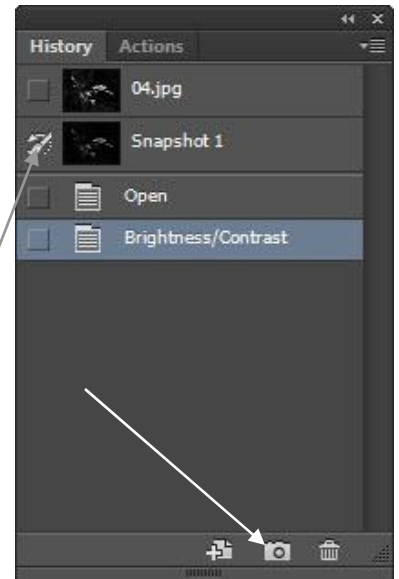 History Actions
04.jpg
Snapshot 1
Open
Brightness/Contrast